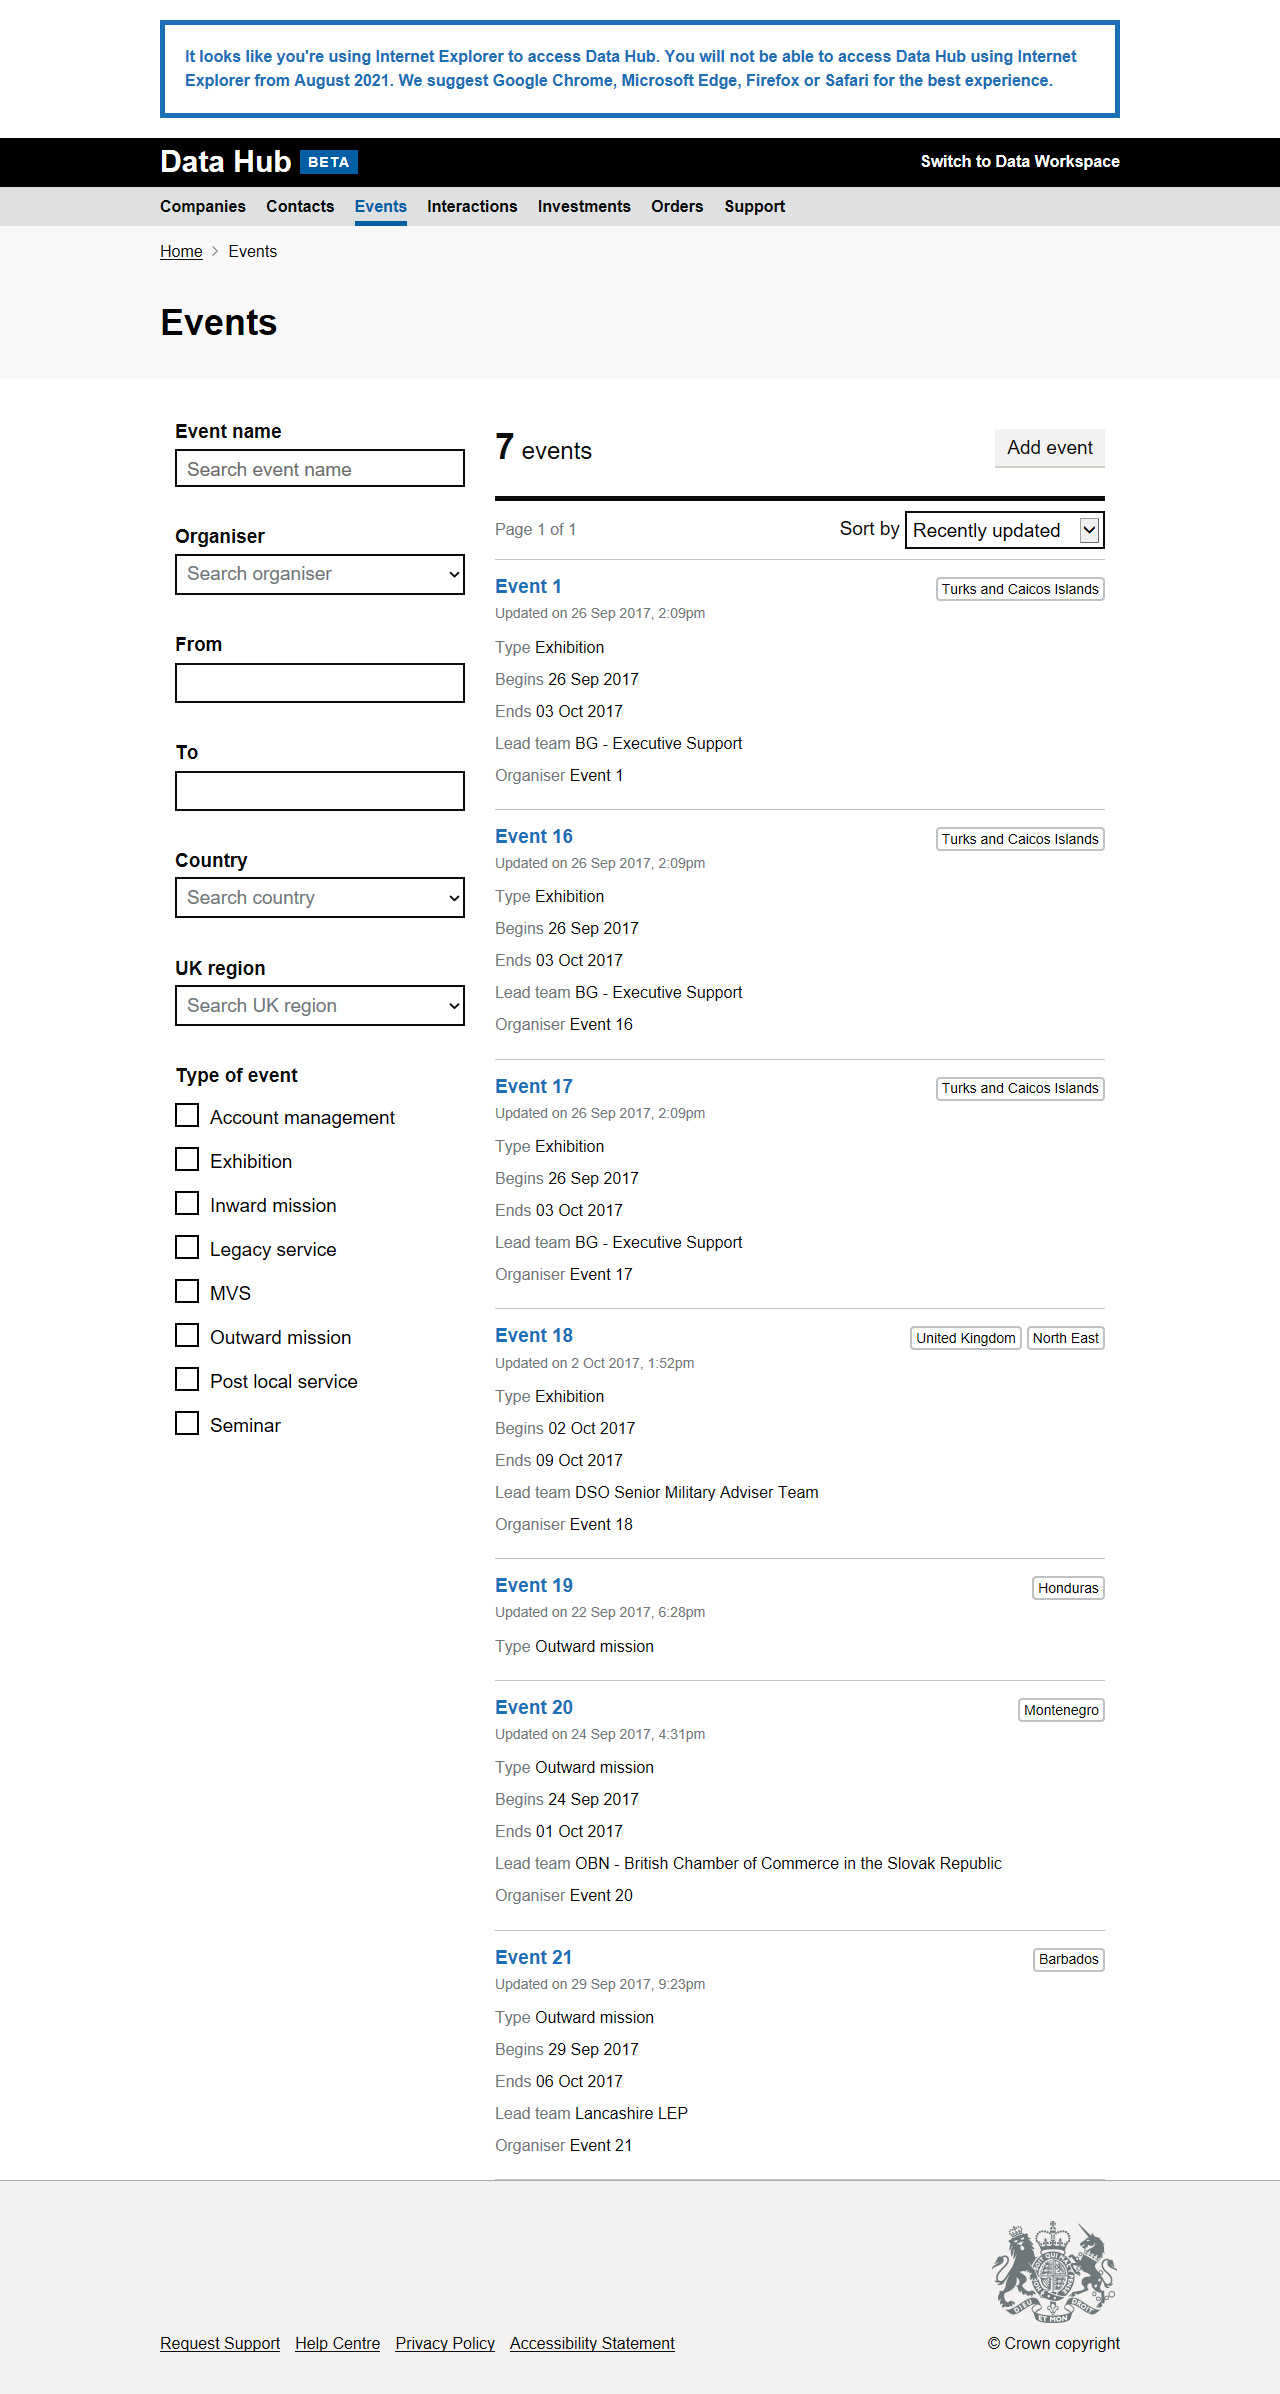 It looks like you're using Internet Explorer to access Data Hub. You will not be able to access Data Hub using Internet
Explorer from August 2021. We suggest Google Chrome, Microsoft Edge, Firefox or Safari for the best experience.
Data Hub BETA
Switch to Data Workspace
Companies Contacts Events Interactions Investments Orders Support
Home Events
Events
Event name
Search event name
Organiser
Search organiser
From
To
Country
Search country
UK region
Search UK region
Type of event
Account management
Exhibition
Inward mission
Legacy service
MVS
Outward mission
Post local service
Seminar
7 events
Add event
Page 1 of 1
Sort by Recently updated
Event 1
Turks and Caicos Islands
Updated on 26 Sep 2017, 2:09pm
Type Exhibition
Begins 26 Sep 2017
Ends 03 Oct 2017
Lead team BG - Executive Support
Organiser Event 1
Event 16
Turks and Caicos Islands
Updated on 26 Sep 2017, 2:09pm
Type Exhibition
Begins 26 Sep 2017
Ends 03 Oct 2017
Lead team BG - Executive Support
Organiser Event 16
Event 17
Turks and Caicos Islands
Updated on 26 Sep 2017, 2:09pm
Type Exhibition
Begins 26 Sep 2017
Ends 03 Oct 2017
Lead team BG - Executive Support
Organiser Event 17
Event 18
United Kingdom North East
Updated on 2 Oct 2017, 1:52pm
Type Exhibition
Begins 02 Oct 2017
Ends 09 Oct 2017
Lead team DSO Senior Military Adviser Team
Organiser Event 18
Event 19
Honduras
Updated on 22 Sep 2017, 6:28pm
Type Outward mission
Event 20
Montenegro
Updated on 24 Sep 2017, 4:31pm
Type Outward mission
Begins 24 Sep 2017
Ends 01 Oct 2017
Lead team OBN - British Chamber of Commerce in the Slovak Republic
Organiser Event 20
Event 21
Barbados
Updated on 29 Sep 2017, 9:23pm
Type Outward mission
Begins 29 Sep 2017
Ends 06 Oct 2017
Lead team Lancashire LEP
Organiser Event 21
DIEU ET MON DROIT
Request Support Help Centre Privacy Policy Accessibility Statement
© Crown copyright